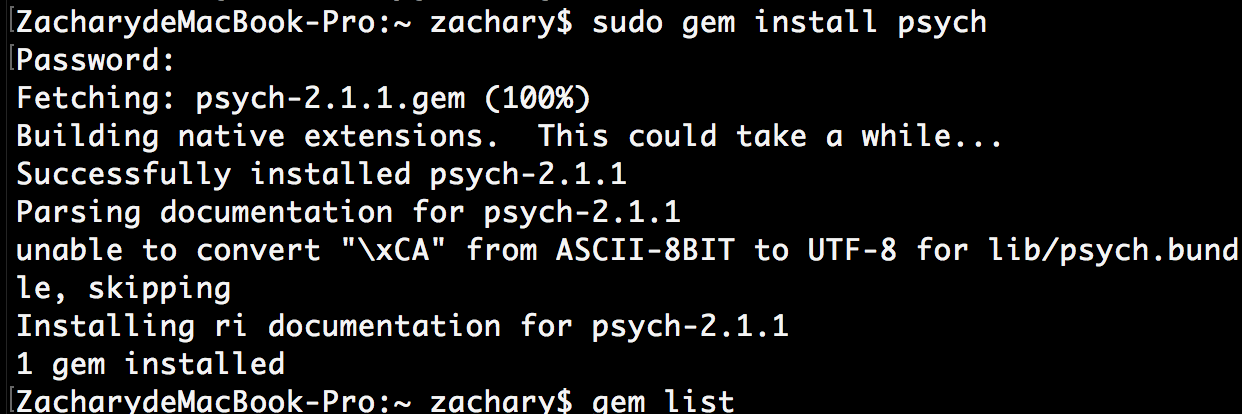 ZacharydeMacBook-Pro:~ zachary$ sudo gem install psych
Password:
Fetching: psych-2.1.1.gem (100%)
Building native extensions.  This could take a while...
Successfully installed psych-2.1.1
Parsing documentation for psych-2.1.1
unable to convert "\xCA" from ASCII-8BIT to UTF-8 for lib/psych.bund
le, skipping
Installing ri documentation for psych-2.1.1
1 gem installed
ZacharydeMacBook-Pro:~ zachary$ gem list